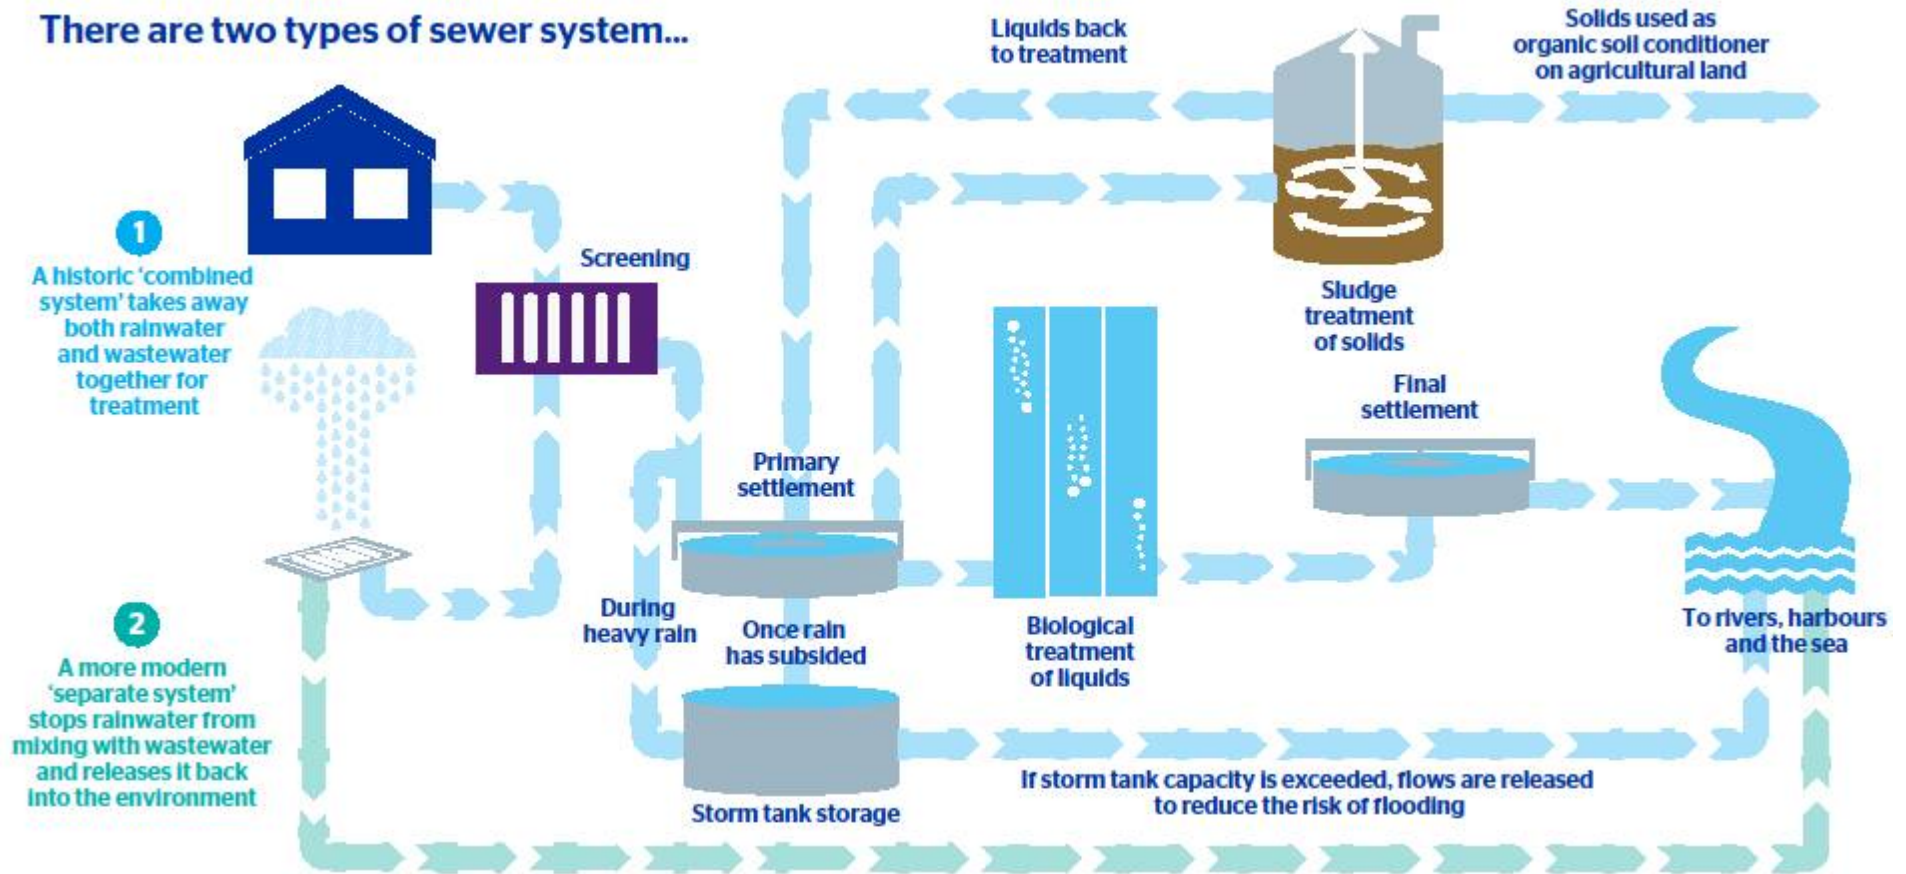 There are two types of sewer system...
Liquids back
to treatment
Solids used as
organic soil conditioner
on agricultural land
1
A historic 'combined
system' takes away
both rainwater
and wastewater
together for
treatment
Screening
Sludge
treatment
of solids
Final
settlement
Primary
settlement
During
heavy rain
Once rain
has subsided
Biological
treatment
of liquids
To rivers, harbours
and the sea
2
A more modern
'separate system'
stops rainwater from
mixing with wastewater
and releases it back
into the environment
If storm tank capacity is exceeded, flows are released
to reduce the risk of flooding
Storm tank storage